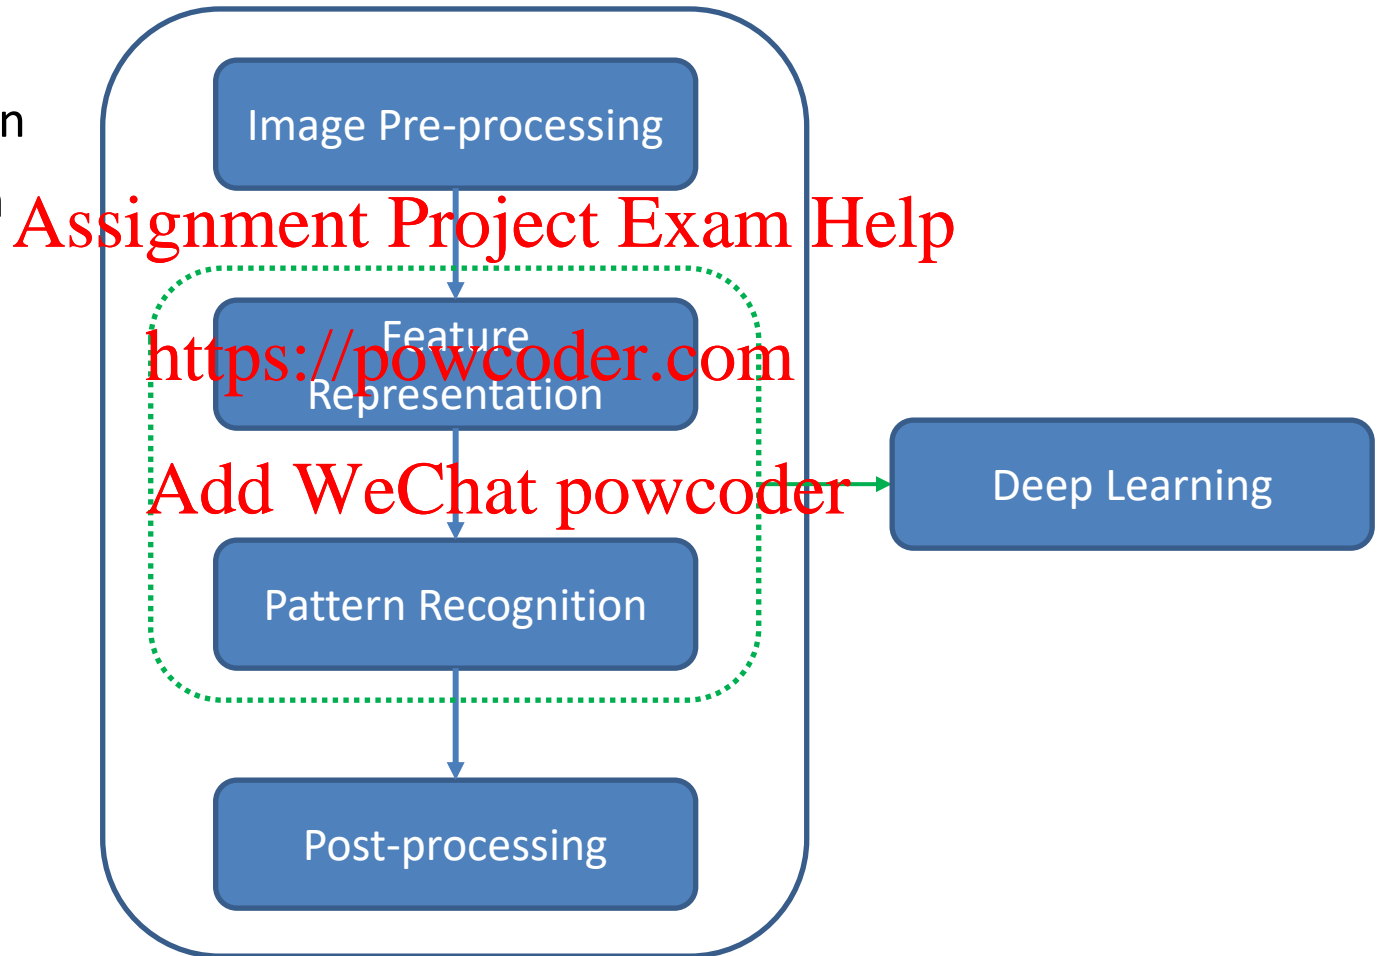 Image Pre-processing
n
Assignment Project Exam Help
Feature
https://powcoder.com
Representation
Add WeChat powcoder
Deep Learning
Pattern Recognition
Post-processing